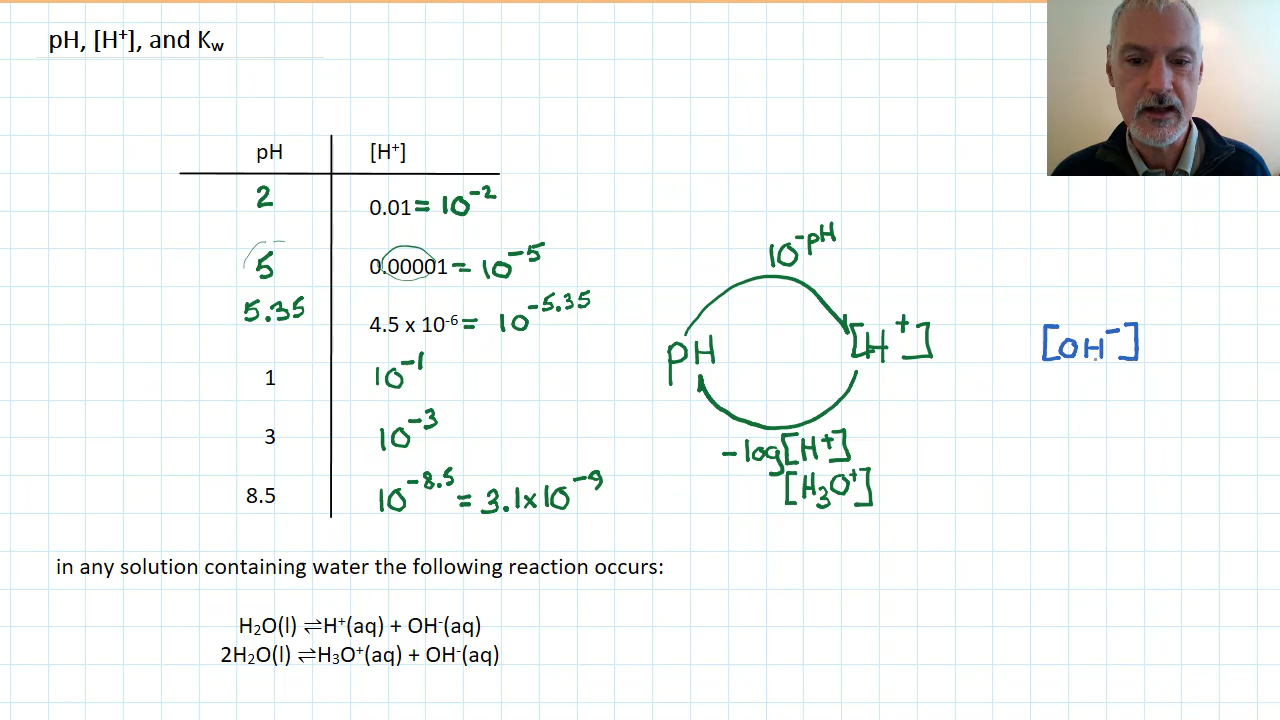 pH, [H⁺], and Kw
pH [H⁺]
2 0.01 = 10⁻²
5 0.00001 = 10⁻⁵
5.35 4.5 x 10⁻⁶ = 10⁻⁵·³⁵
1 10⁻¹
3 10⁻³
8.5 10⁻⁸·⁵ = 3.1 x 10⁻⁹
10⁻ᵖᴴ
pH [H⁺] [OH⁻]
-log[H⁺]
[H₃O⁺]
in any solution containing water the following reaction occurs:
H₂O(l) ⇌H⁺(aq) + OH⁻(aq)
2H₂O(l) ⇌H₃O⁺(aq) + OH⁻(aq)